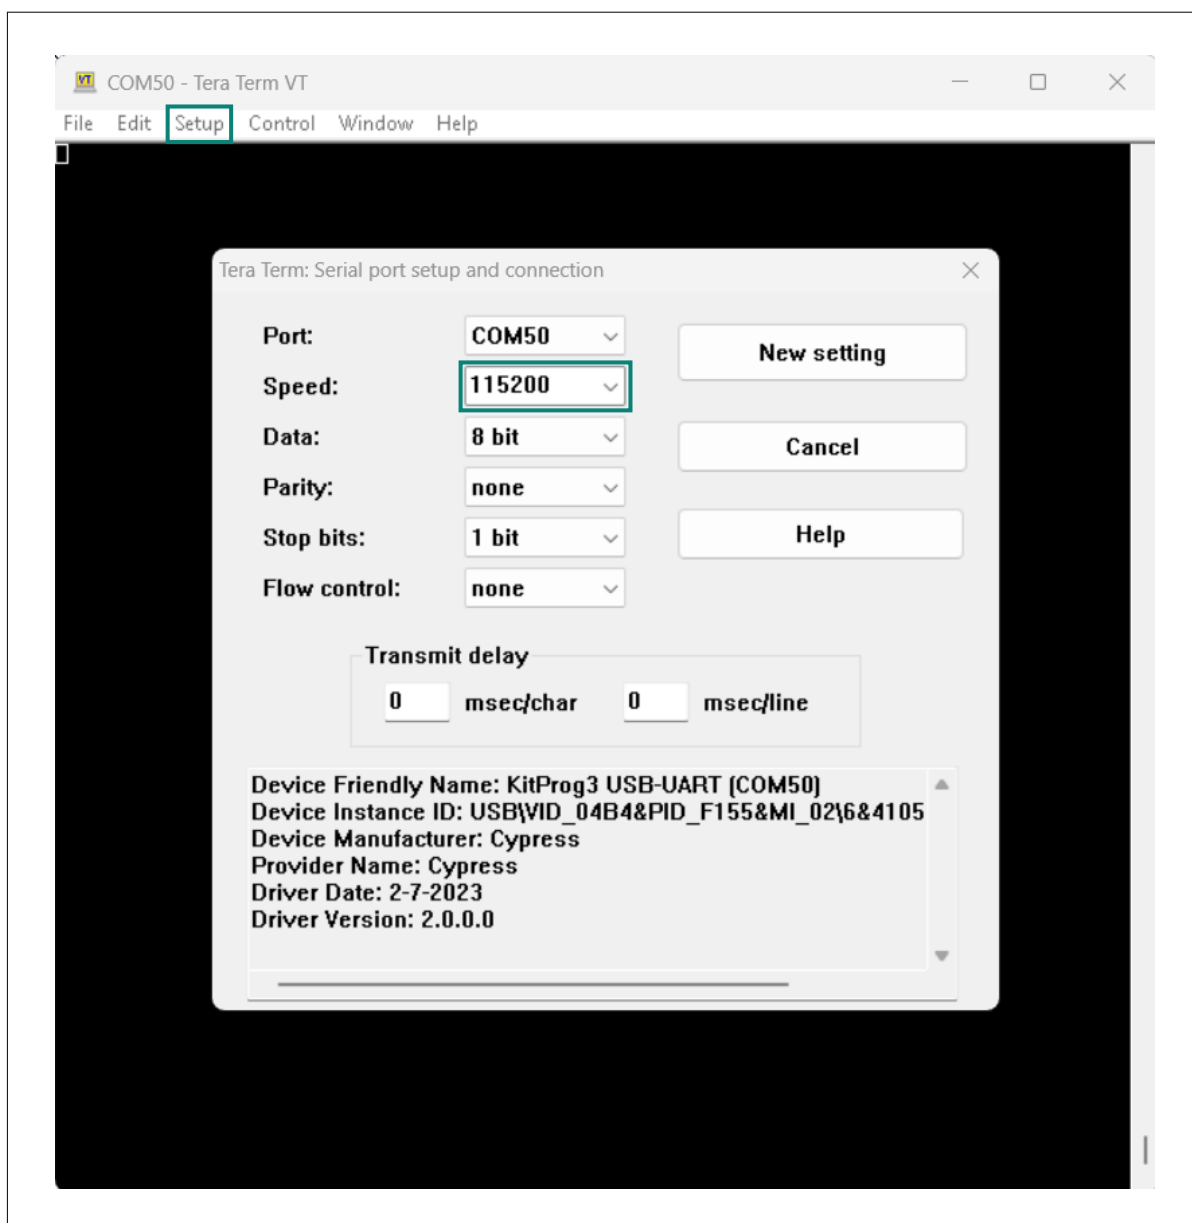 VT COM50 - Tera Term VT
File Edit Setup Control Window Help
Tera Term: Serial port setup and connection
Port: COM50 New setting
Speed: 115200
Data: 8 bit Cancel
Parity: none
Stop bits: 1 bit Help
Flow control: none
Transmit delay
0 msec/char 0 msec/line
Device Friendly Name: KitProg3 USB-UART (COM50)
Device Instance ID: USB\VID_04B4&PID_F155&MI_02\6&4105
Device Manufacturer: Cypress
Provider Name: Cypress
Driver Date: 2-7-2023
Driver Version: 2.0.0.0